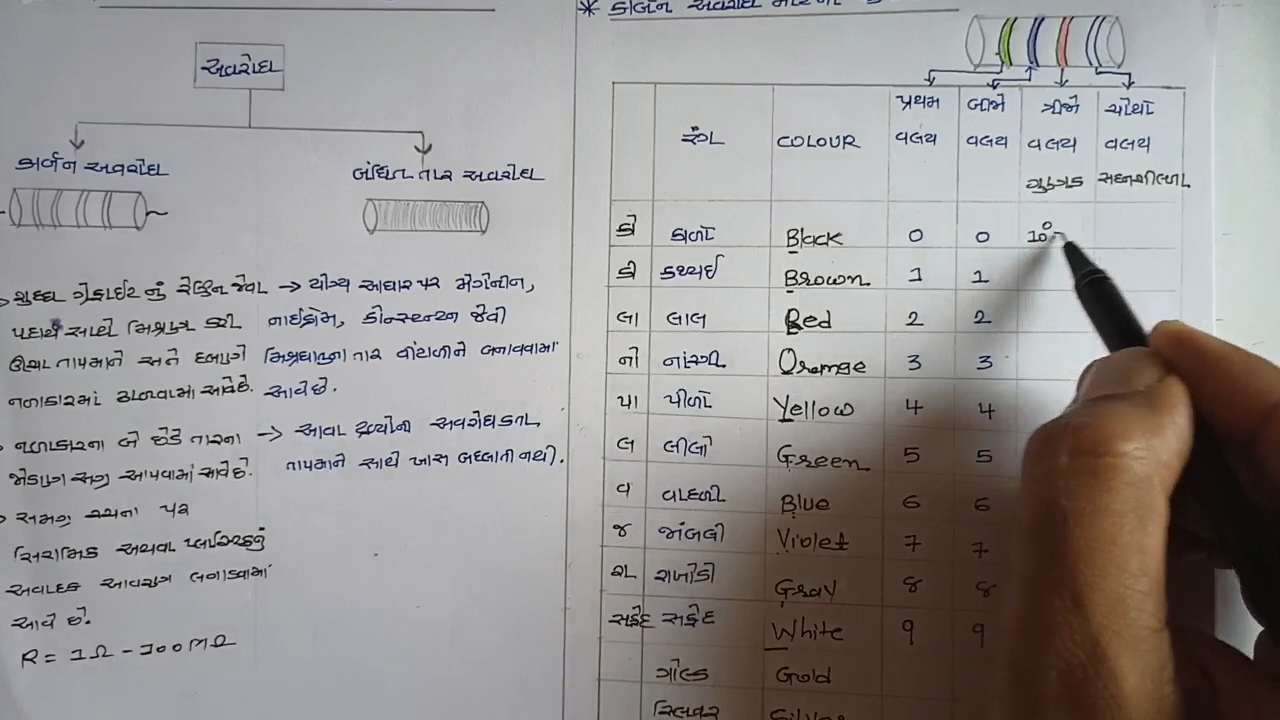 * કાર્બન અવરોધ
અવરોધ
કાર્બન અવરોધ
બંધિત તાર અવરોધ
શુધ્ધ ગ્રેફાઈટ નું રેઝિન જેવા
પદાર્થ સાથે મિશ્રણ કરી
ઊંચા તાપમાને અને દબાણે
નળાકારમાં ઢાળવામાં આવે છે.
→ યોગ્ય આધાર પર મેંગેનીન,
નાઈક્રોમ, કોન્સ્ટન્ટન જેવી
મિશ્રધાતુના તાર વીંટાળીને બનાવવામાં
આવે છે.
નળાકારના બે છેડે તારના
જોડાણ અગ્ર આપવામાં આવે છે.
→ આવા દ્રવ્યોની અવરોધકતા
તાપમાને સાથે ખાસ બદલાતી નથી.
સમગ્ર રચના પર
સિરામિક અથવા પ્લાસ્ટિકનું
અવાહક આવરણ બનાવવામાં
આવે છે.
R = 1Ω - 100MΩ
રંગ COLOUR પ્રથમ વલય બીજો વલય ત્રીજો વલય ગુણક ચોથો વલય સહનશીલતા
કો કાળો Black 0 0 10⁰
કી કથ્થઈ Brown 1 1
લા લાલ Red 2 2
નો નારંગી Orange 3 3
પા પીળો Yellow 4 4
લ લીલો Green 5 5
વ વાદળી Blue 6 6
જ જાંબલી Violet 7 7
રા રાખોડી Gray 8 8
સફેદ સફેદ White 9 9
ગોલ્ડ Gold
સિલ્વર Silver